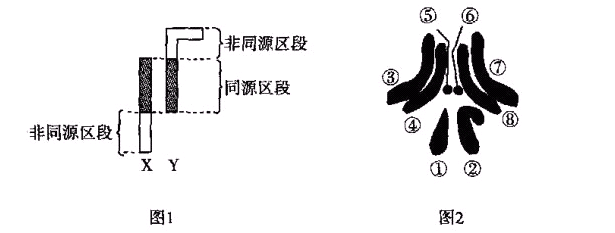 非同源区段
同源区段
非同源区段
X Y
图1
⑤ ⑥
③ ⑦
④ ⑧
① ②
图2